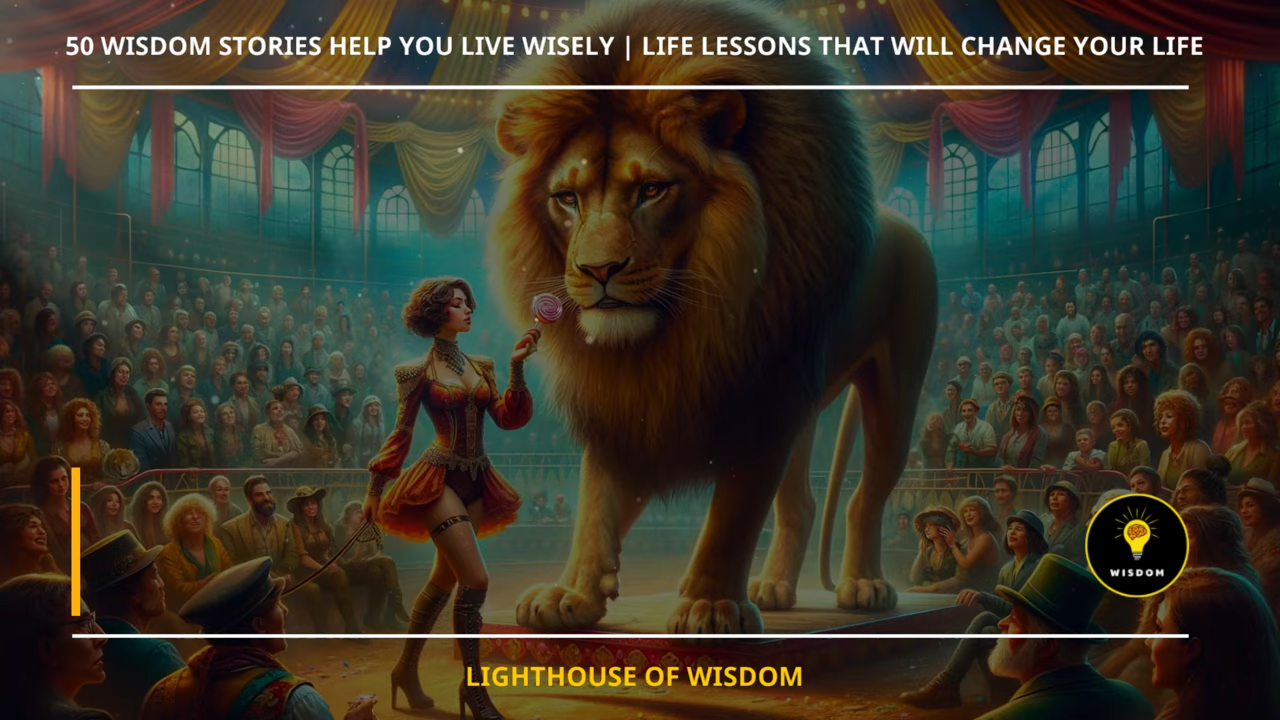 50 WISDOM STORIES HELP YOU LIVE WISELY | LIFE LESSONS THAT WILL CHANGE YOUR LIFE
WISDOM
LIGHTHOUSE OF WISDOM